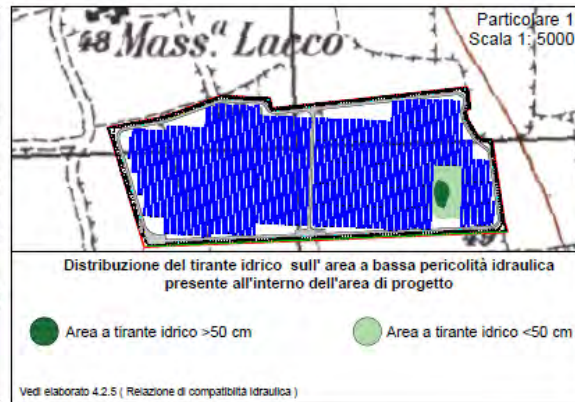 Particolare 1
Scala 1: 5000
48 Mass.ª Lacco
49
Distribuzione del tirante idrico sull' area a bassa pericolità idraulica
presente all'interno dell'area di progetto
Area a tirante idrico >50 cm
Area a tirante idrico <50 cm
Vedi elaborato 4.2.5 ( Relazione di compatibiltà idraulica )